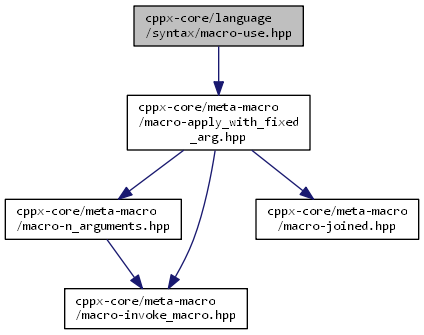 cppx-core/language
/syntax/macro-use.hpp
cppx-core/meta-macro
/macro-apply_with_fixed
_arg.hpp
cppx-core/meta-macro
/macro-n_arguments.hpp
cppx-core/meta-macro
/macro-joined.hpp
cppx-core/meta-macro
/macro-invoke_macro.hpp